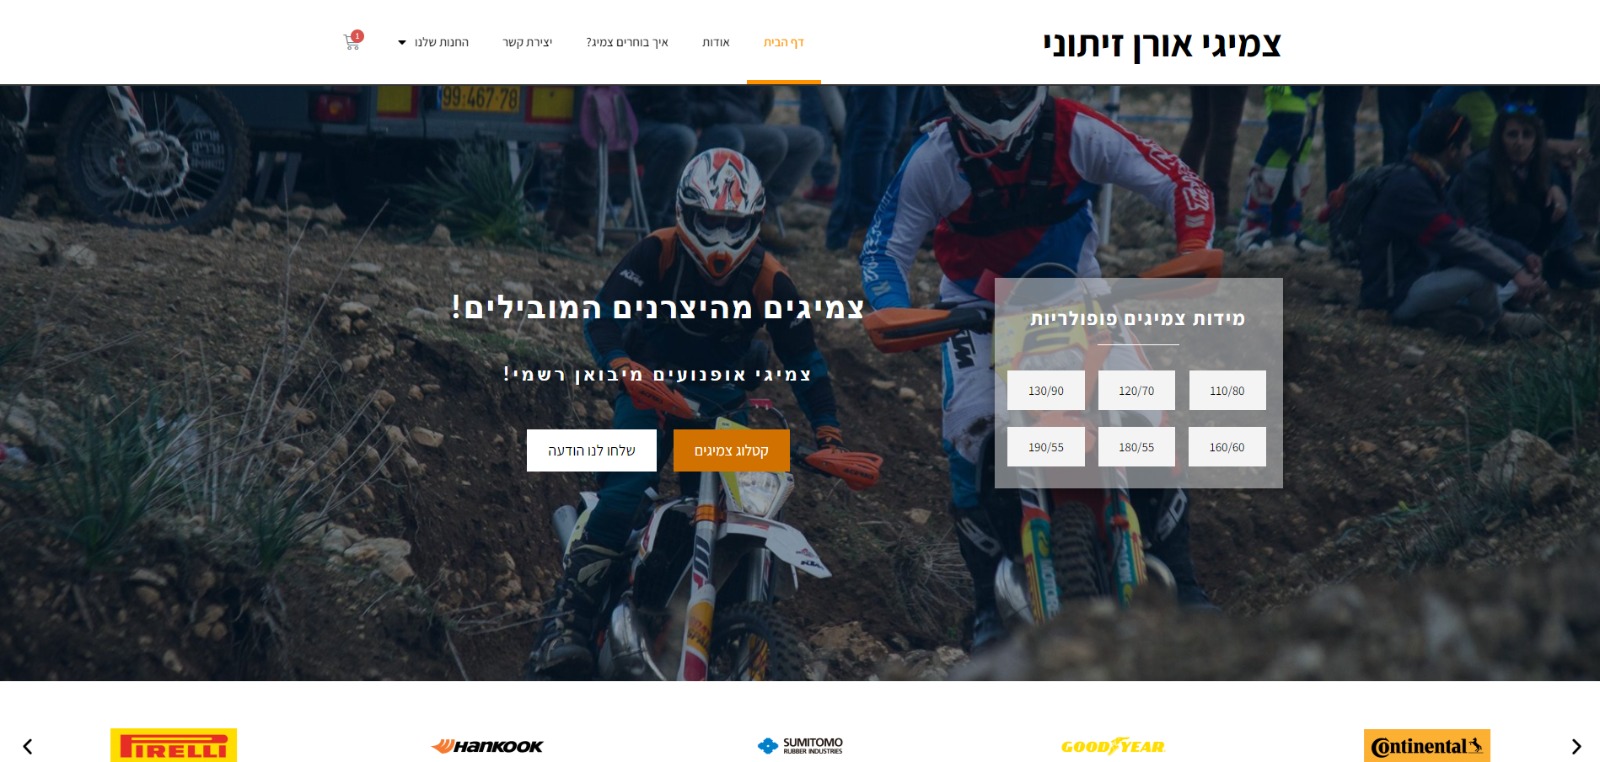 צמיגי אורן זיתוני
דף הבית
אודות
איך בוחרים צמיג?
יצירת קשר
החנות שלנו
1
99-467-78
מידות צמיגים פופולריות
110/80
120/70
130/90
160/60
180/55
190/55
צמיגים מהיצרנים המובילים!
צמיגי אופנועים מיבואן רשמי!
קטלוג צמיגים
שלחו לנו הודעה
KTM
Continental
GOODYEAR
SUMITOMO
RUBBER INDUSTRIES
HANKOOK
PIRELLI